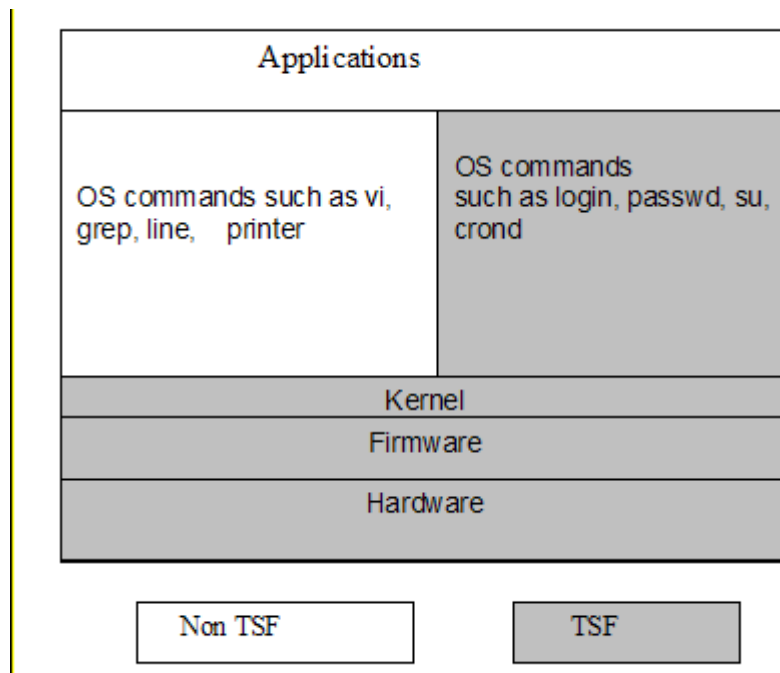 Applications
OS commands such as vi,
grep, line, printer
OS commands
such as login, passwd, su,
crond
Kernel
Firmware
Hardware
Non TSF
TSF